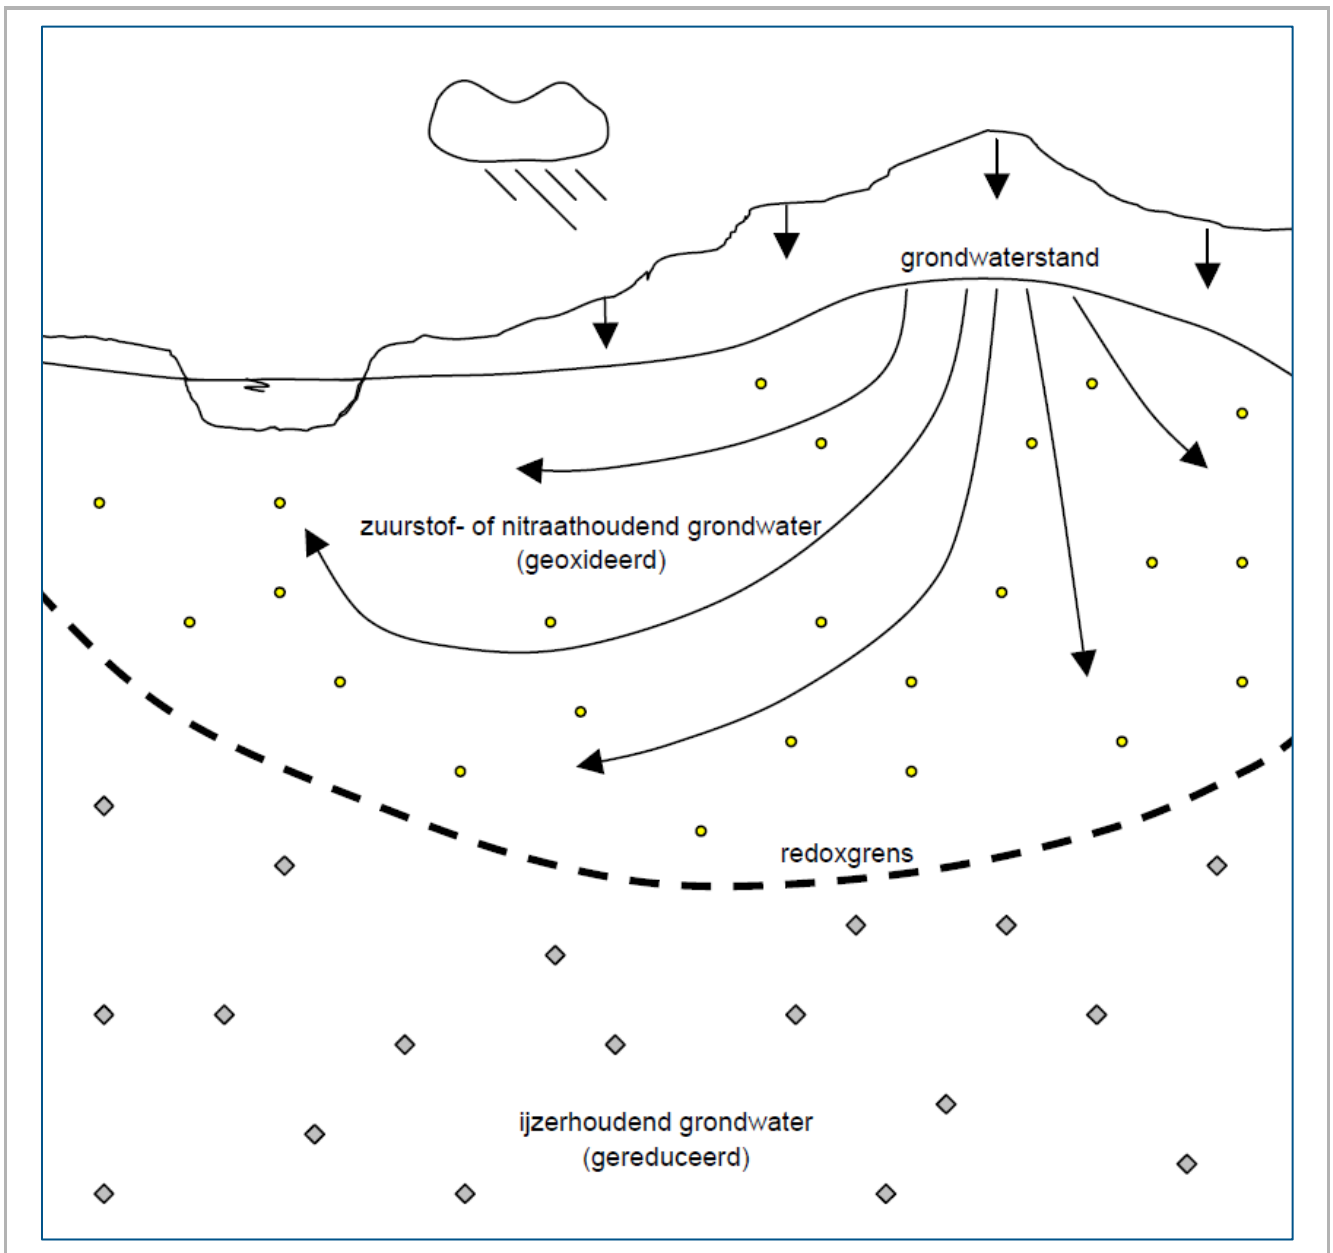 grondwaterstand
zuurstof- of nitraathoudend grondwater
(geoxideerd)
redoxgrens
ijzerhoudend grondwater
(gereduceerd)